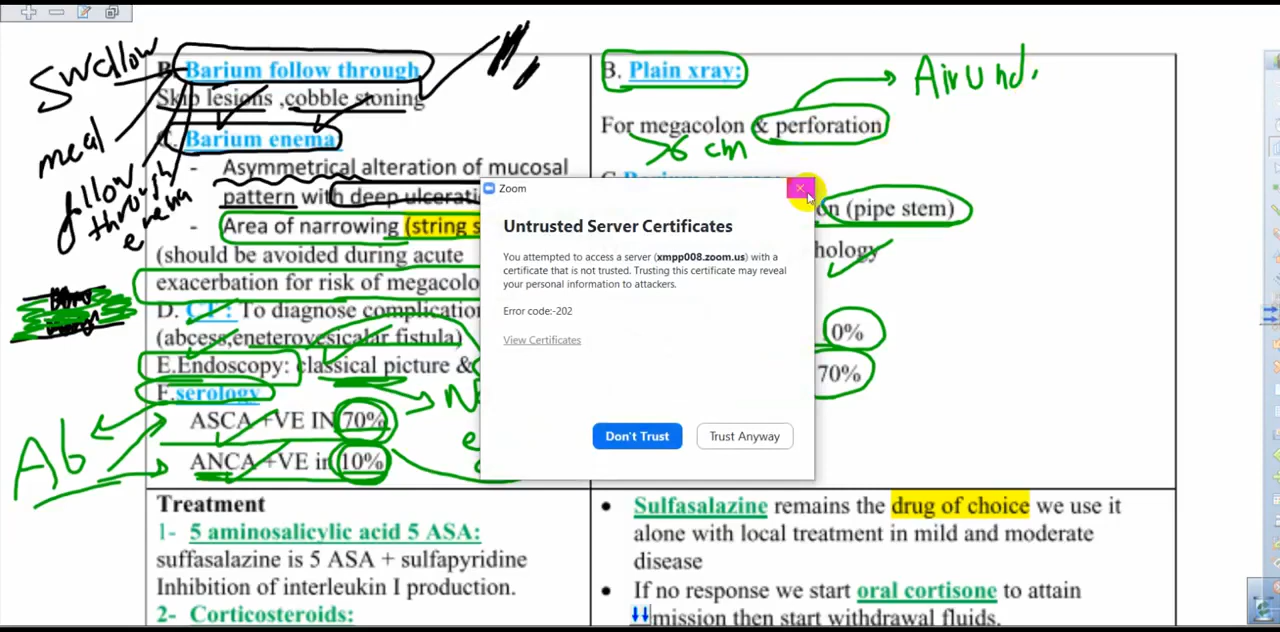 Swallow
meal
follow
through
enema
Barium follow through
Skip lesions ,cobble stoning
C. Barium enema
- Asymmetrical alteration of mucosal
pattern with deep ulcerati
- Area of narrowing (string s
(should be avoided during acute
exacerbation for risk of megacolo
D. CT : To diagnose complication
(abcess,eneterovesicalar fistula)
E.Endoscopy: classical picture &
F.serology
ASCA +VE IN 70%
ANCA +VE in 10%
Ab
B. Plain xray:
Air und
For megacolon & perforation
>6 cm
on (pipe stem)
hology
0%
70%
Zoom
Untrusted Server Certificates
You attempted to access a server (xmpp008.zoom.us) with a
certificate that is not trusted. Trusting this certificate may reveal
your personal information to attackers.
Error code:-202
View Certificates
Don't Trust
Trust Anyway
Treatment
1- 5 aminosalicylic acid 5 ASA:
suffasalazine is 5 ASA + sulfapyridine
Inhibition of interleukin I production.
2- Corticosteroids:
• Sulfasalazine remains the drug of choice we use it
alone with local treatment in mild and moderate
disease
• If no response we start oral cortisone to attain
mission then start withdrawal fluids.